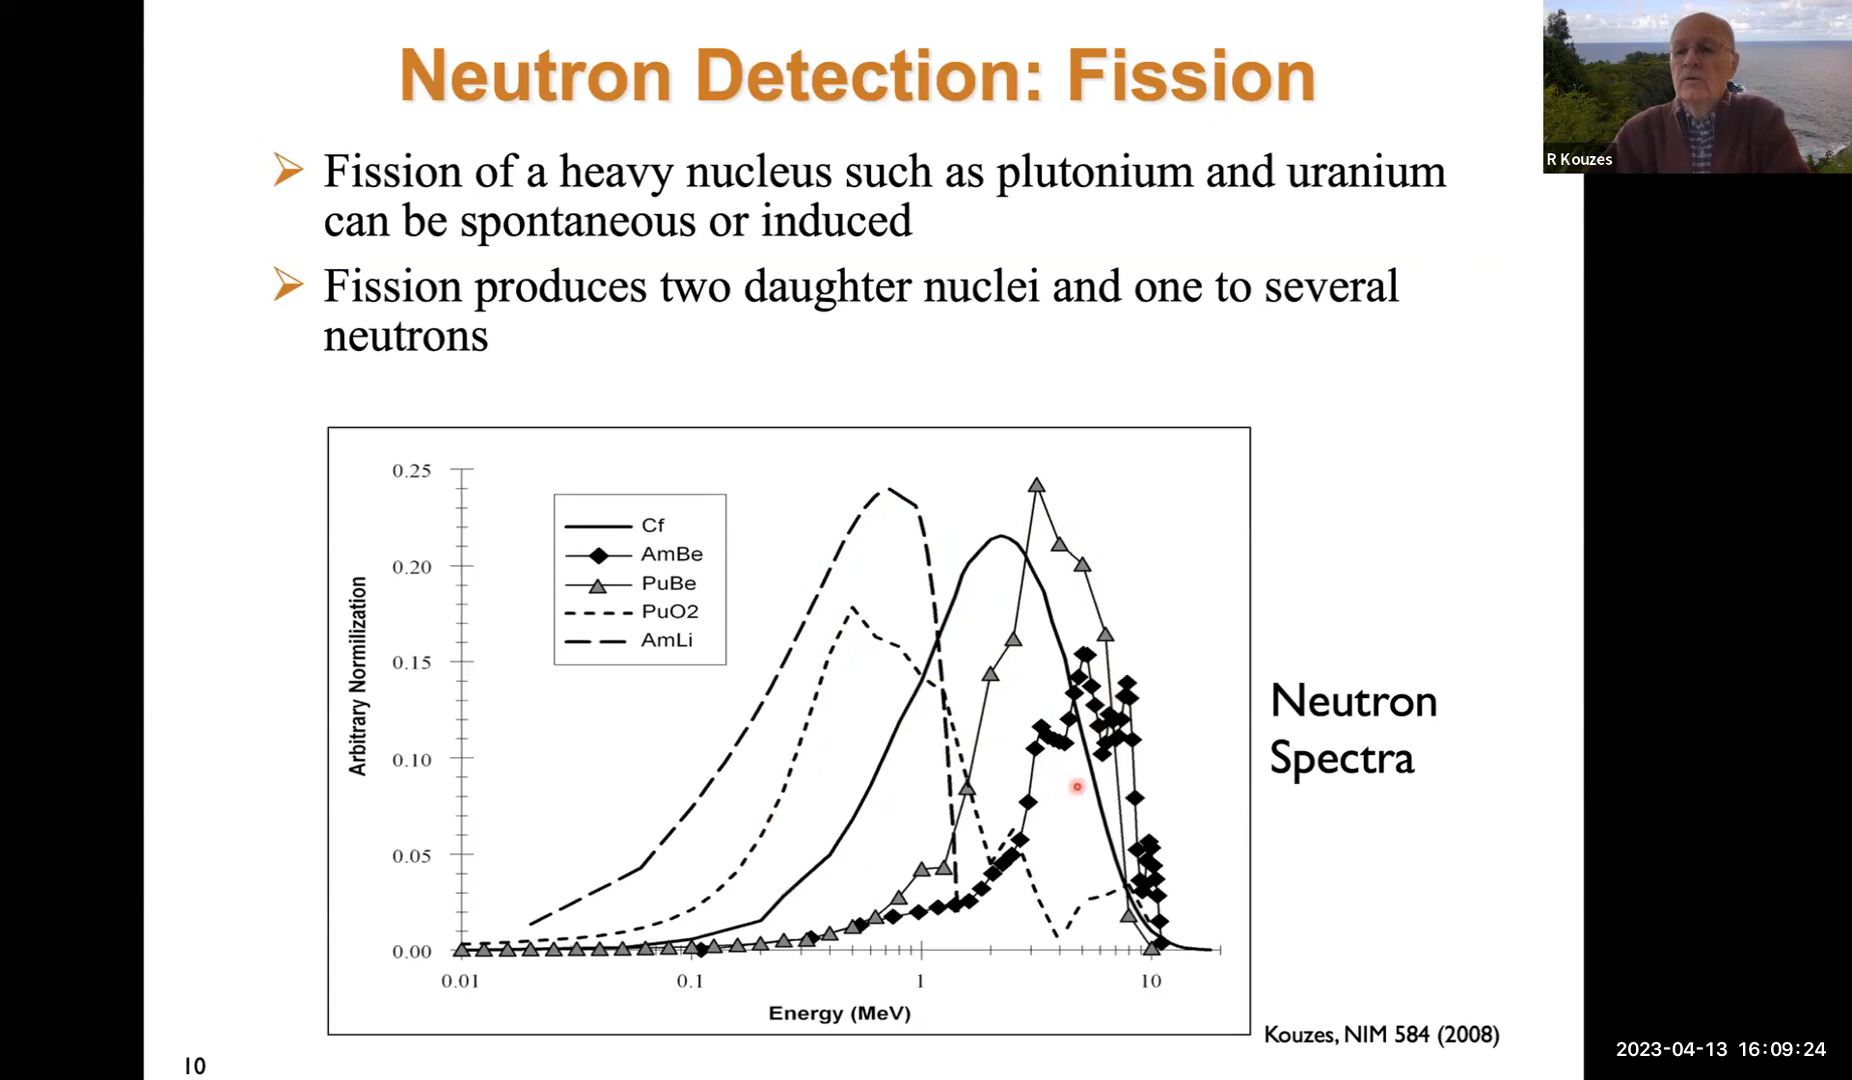 Neutron Detection: Fission
R Kouzes
Fission of a heavy nucleus such as plutonium and uranium
can be spontaneous or induced
Fission produces two daughter nuclei and one to several
neutrons
0.25
0.20
0.15
0.10
0.05
0.00
Arbitrary Normilization
Cf
AmBe
PuBe
PuO2
AmLi
0.01
0.1
1
10
Energy (MeV)
Neutron
Spectra
Kouzes, NIM 584 (2008)
10
2023-04-13 16:09:24